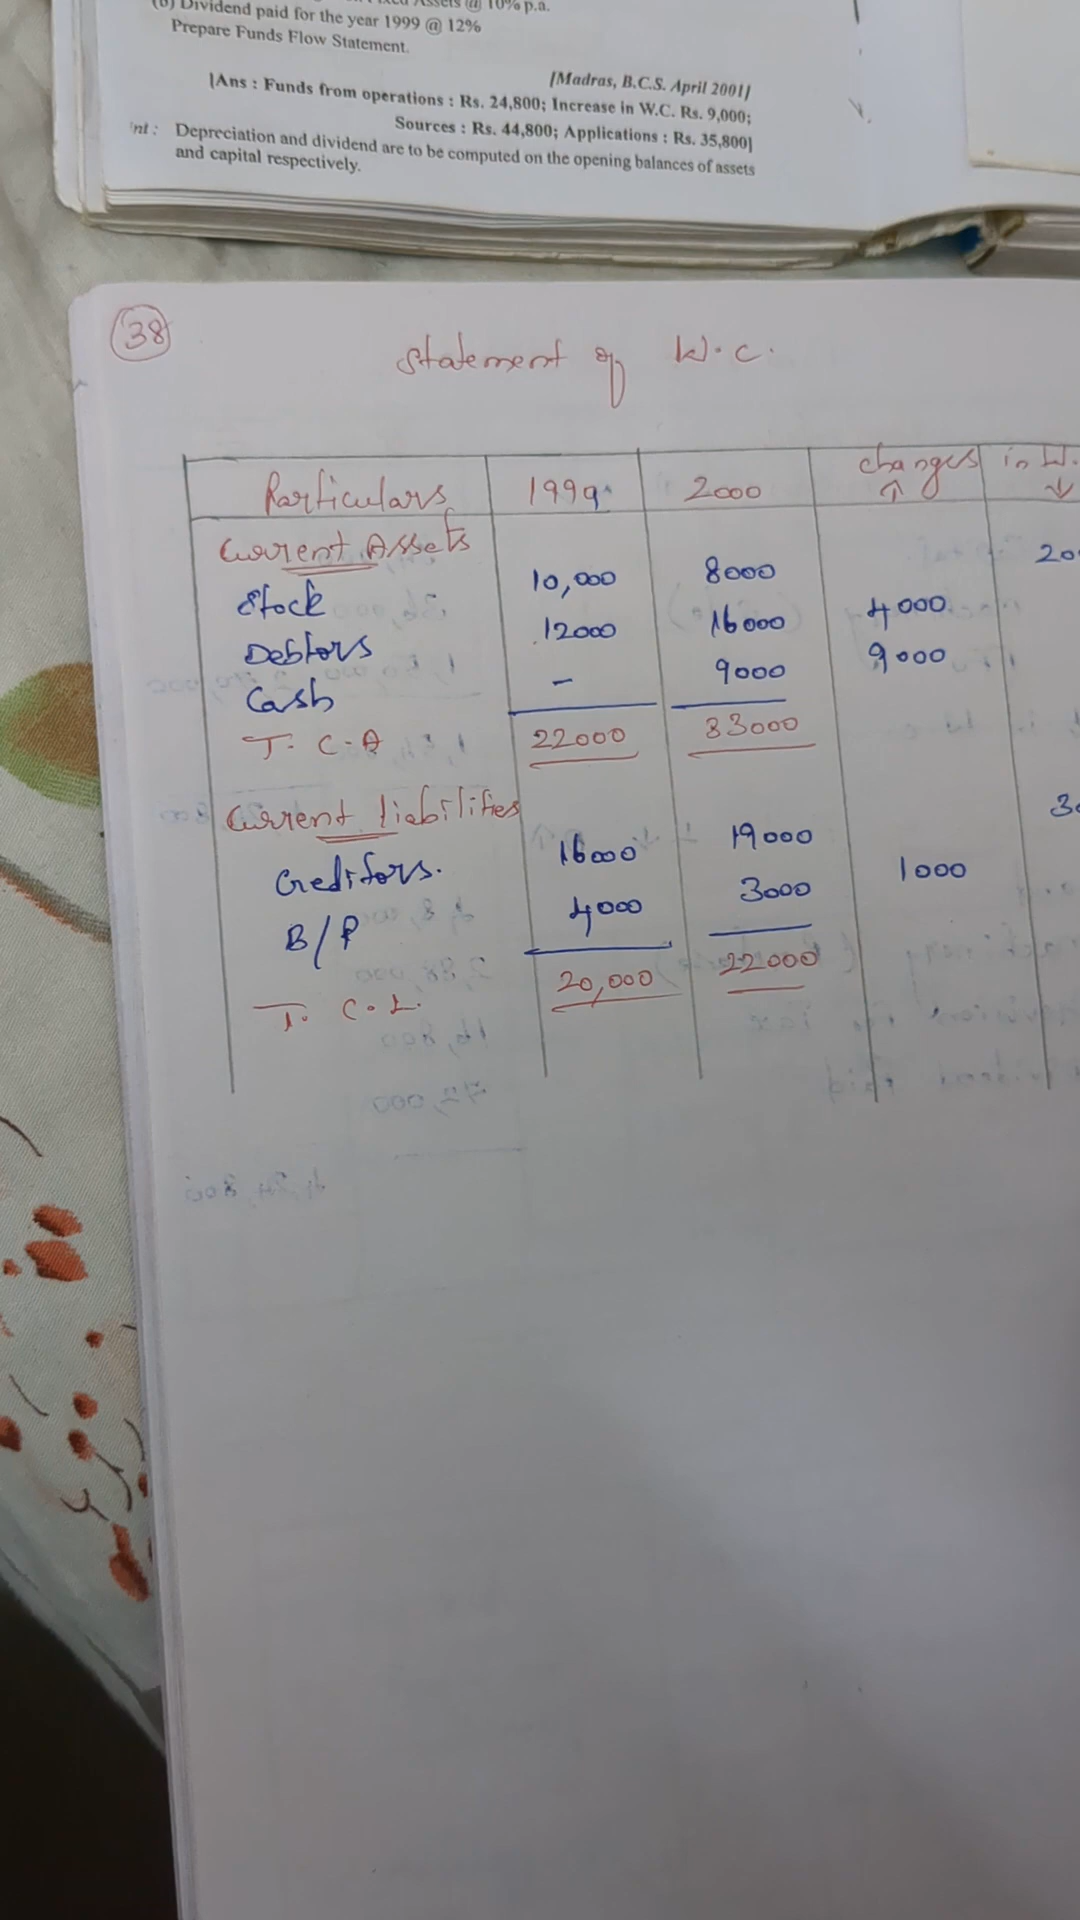 (b) Dividend paid for the year 1999 @ 12%
Prepare Funds Flow Statement.
[Madras, B.C.S. April 2001]
[Ans : Funds from operations : Rs. 24,800; Increase in W.C. Rs. 9,000;
Sources : Rs. 44,800; Applications : Rs. 35,800]
nt : Depreciation and dividend are to be computed on the opening balances of assets
and capital respectively.
38
Statement of W.C.
Particulars 1999 2000 changes in W.
↑ ↓
Current Assets
Stock 10,000 8000 20
Debtors 12000 16000 4000
Cash - 9000 9000
T. C.A 22000 33000
Current liabilities
Creditors. 16000 19000 30
B/P 4000 3000 1000
T. C.L. 20,000 22000